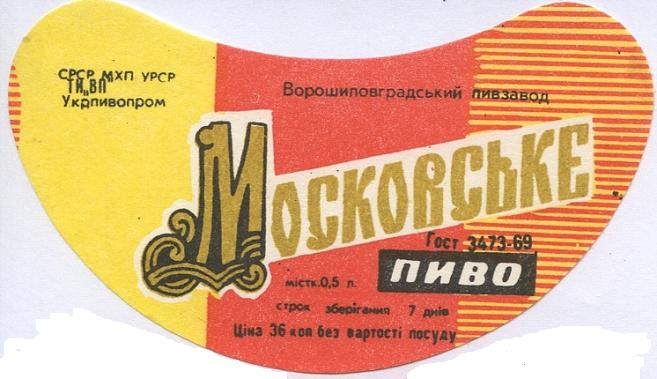 СРСР МХП УРСР
Укрпивопром
Ворошиловградський пивзавод
Московське
Гост 3473-69
пиво
містк.0,5 л.
строк зберігання 7 днів
Ціна 36 коп без вартості посуду